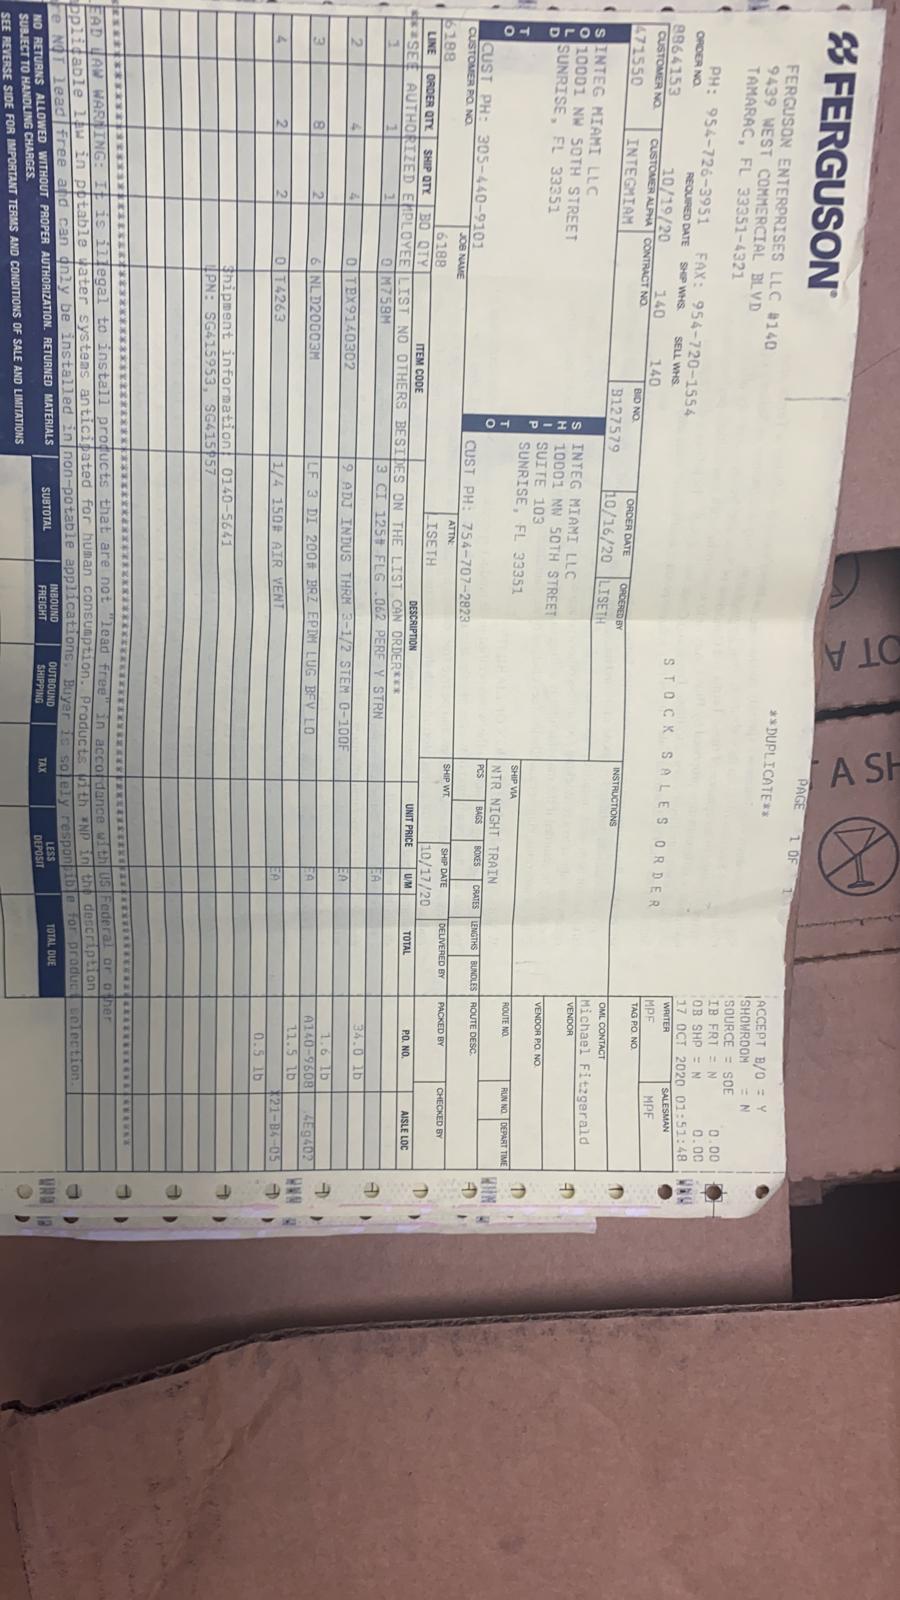 OT A
T ASH
FERGUSON
PAGE 1 OF 1
**DUPLICATE**
FERGUSON ENTERPRISES LLC #140
9439 WEST COMMERCIAL BLVD
TAMARAC, FL 33351-4321
PH: 954-726-3951 FAX: 954-720-1554
ACCEPT B/O = Y
SHOWROOM = N
SOURCE = SOE
IB FRT = N 0.00
OB SHP = N 0.00
17 OCT 2020 01:51:48
ORDER NO. REQUIRED DATE SHIP WHS. SELL WHS.
8864153 10/19/20 140 140
STOCK SALES ORDER
WRITER SALESMAN
MPF MPF
CUSTOMER NO. CUSTOMER ALPHA CONTRACT NO. BID NO. ORDER DATE ORDERED BY
471550 INTEGMIAM B127579 10/16/20 LISETH
INSTRUCTIONS
TAG P.O. NO.
OML CONTACT
Michael Fitzgerald
VENDOR
VENDOR P.O. NO.
SOLD TO
INTEG MIAMI LLC
10001 NW 50TH STREET
SUNRISE, FL 33351
CUST PH: 305-440-9101
SHIP TO
INTEG MIAMI LLC
10001 NW 50TH STREET
SUITE 103
SUNRISE, FL 33351
CUST PH: 754-707-2823
SHIP VIA
NTR NIGHT TRAIN
ROUTE NO. RUN NO. DEPART TIME
PCS BAGS BOXES CRATES LENGTHS BUNDLES ROUTE DESC.
CUSTOMER P.O. NO. JOB NAME ATTN:
6188 6188 LISETH
SHIP WT. SHIP DATE DELIVERED BY PACKED BY CHECKED BY
10/17/20
LINE ORDER QTY. SHIP QTY. BO QTY ITEM CODE DESCRIPTION UNIT PRICE U/M TOTAL P.O. NO. AISLE LOC
***SEE AUTHORIZED EMPLOYEE LIST NO OTHERS BESIDES ON THE LIST CAN ORDER***
1 1 1 0 M758M 3 CI 125# FLG .062 PERF Y STRN EA
34.0 lb
2 4 4 0 TBX9140302 9 ADJ INDUS THRM 3-1/2 STEM 0-100F EA
1.6 lb
3 8 2 6 NLD20003M LF 3 DI 200# BRZ EPDM LUG BFV LO EA A140-9608 4Eg402
11.5 lb
4 2 2 0 T4263 1/4 150# AIR VENT EA X21-B4-05
0.5 lb
Shipment information: 0140-5641
LPN: SG415953, SG415957
EAD LAW WARNING: It is illegal to install products that are not "lead free" in accordance with US Federal or other
pplicable law in potable water systems anticipated for human consumption. Products with *NP in the description
re NOT lead free and can only be installed in non-potable applications. Buyer is solely responsible for product selection.
NO RETURNS ALLOWED WITHOUT PROPER AUTHORIZATION. RETURNED MATERIALS
SUBJECT TO HANDLING CHARGES.
SEE REVERSE SIDE FOR IMPORTANT TERMS AND CONDITIONS OF SALE AND LIMITATIONS
SUBTOTAL INBOUND FREIGHT OUTBOUND SHIPPING TAX LESS DEPOSIT TOTAL DUE